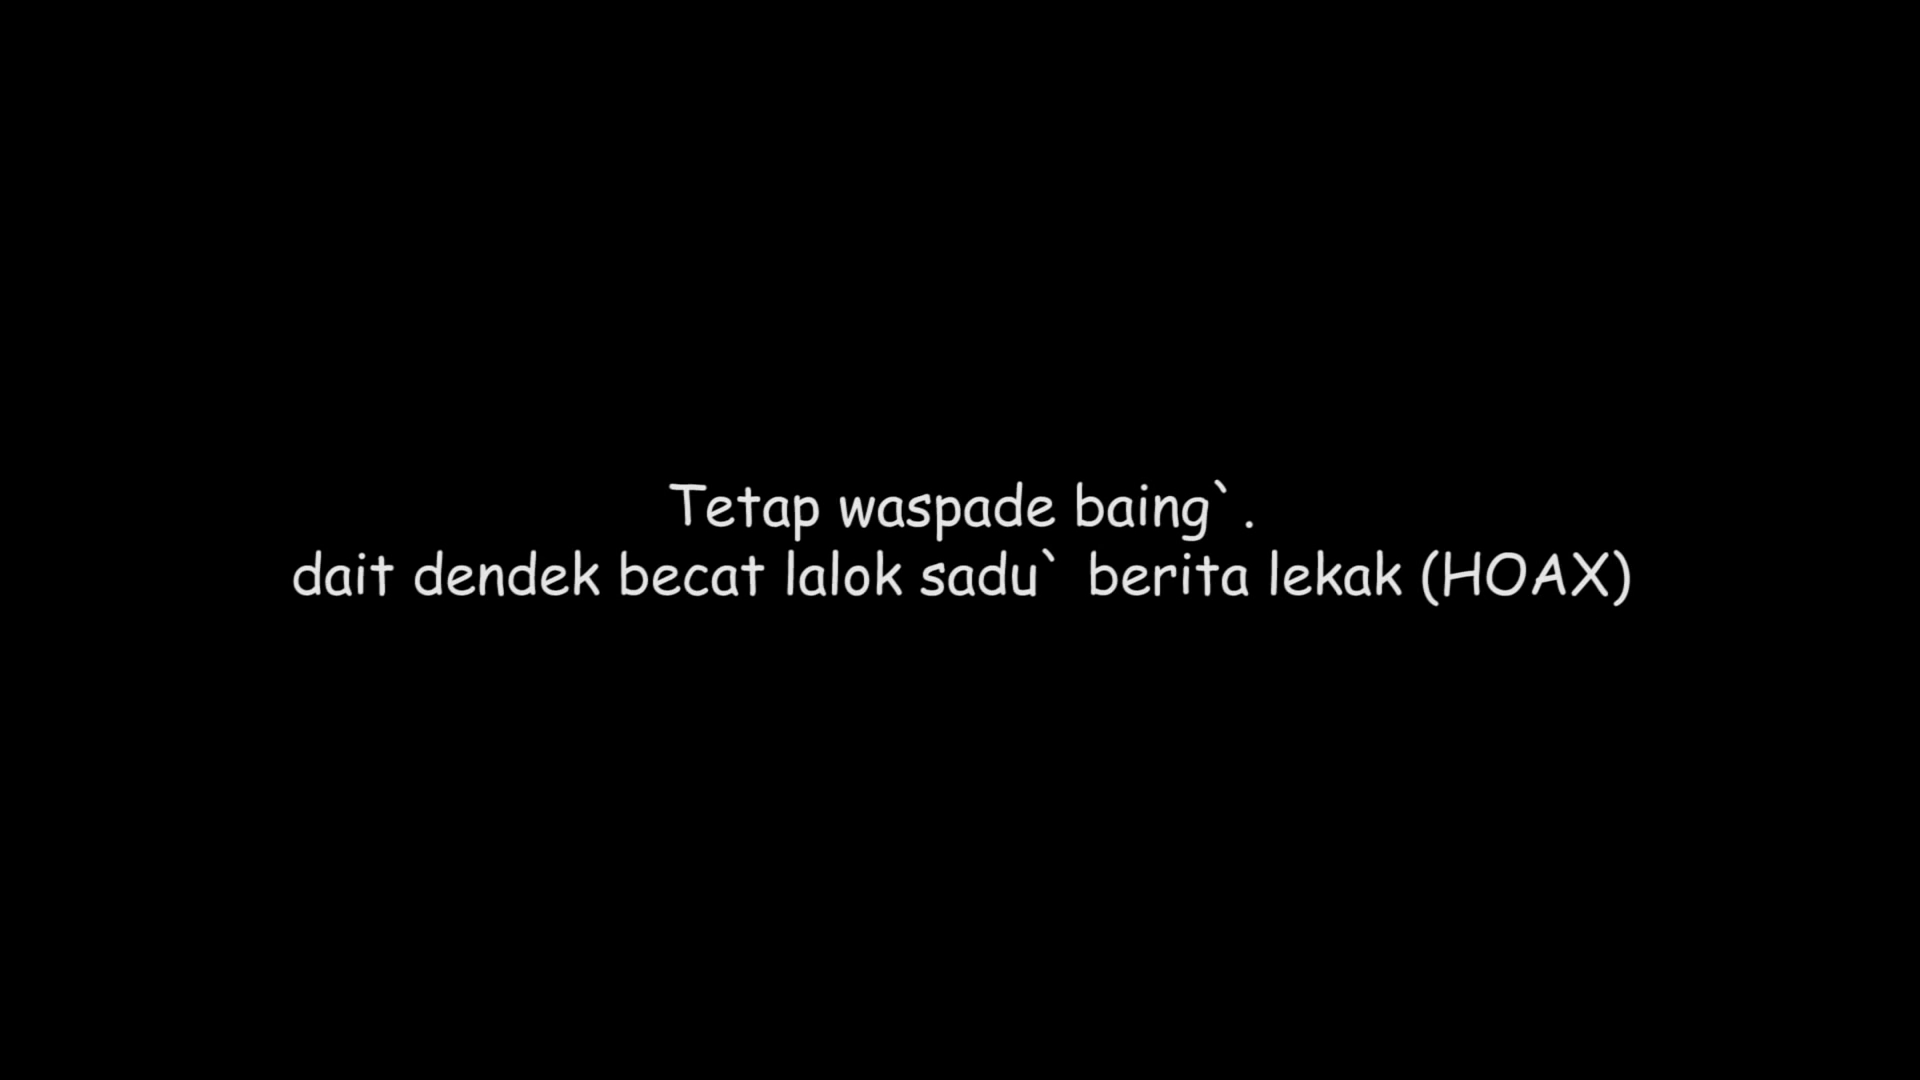 Tetap waspade baing`.
dait dendek becat lalok sadu` berita lekak (HOAX)